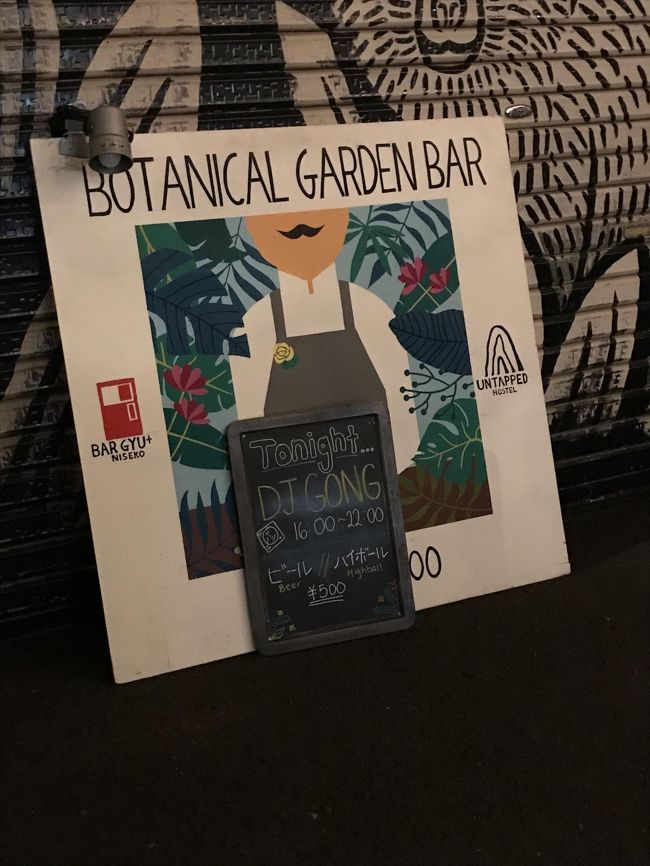 BOTANICAL GARDEN BAR
BAR GYU+
NISEKO
UNTAPPED
HOSTEL
Tonight...
DJ GONG
16:00~22:00
ビール // ハイボール
Beer Highball
¥500
00